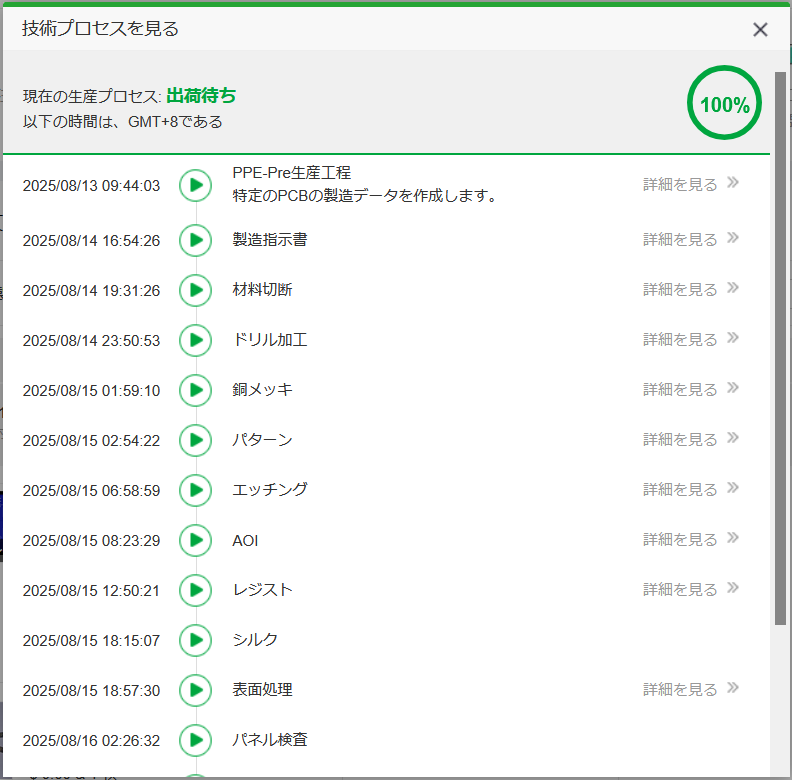 技術プロセスを見る
現在の生産プロセス: 出荷待ち
以下の時間は、GMT+8である
100%
2025/08/13 09:44:03 PPE-Pre生産工程 詳細を見る
特定のPCBの製造データを作成します。
2025/08/14 16:54:26 製造指示書 詳細を見る
2025/08/14 19:31:26 材料切断 詳細を見る
2025/08/14 23:50:53 ドリル加工 詳細を見る
2025/08/15 01:59:10 銅メッキ 詳細を見る
2025/08/15 02:54:22 パターン 詳細を見る
2025/08/15 06:58:59 エッチング 詳細を見る
2025/08/15 08:23:29 AOI 詳細を見る
2025/08/15 12:50:21 レジスト 詳細を見る
2025/08/15 18:15:07 シルク
2025/08/15 18:57:30 表面処理 詳細を見る
2025/08/16 02:26:32 パネル検査